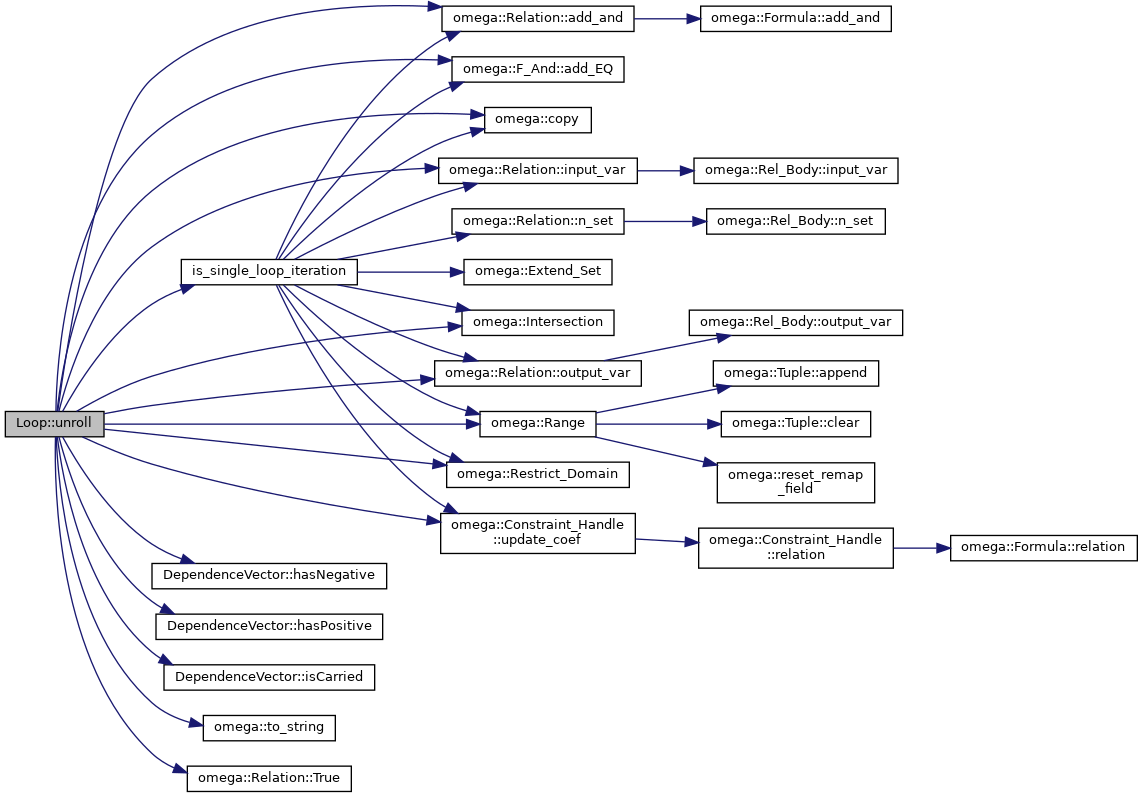 omega::Relation::add_and
omega::Formula::add_and
omega::F_And::add_EQ
omega::copy
omega::Relation::input_var
omega::Rel_Body::input_var
omega::Relation::n_set
omega::Rel_Body::n_set
is_single_loop_iteration
omega::Extend_Set
omega::Intersection
omega::Rel_Body::output_var
omega::Relation::output_var
omega::Tuple::append
Loop::unroll
omega::Range
omega::Tuple::clear
omega::Restrict_Domain
omega::reset_remap
_field
omega::Constraint_Handle
::update_coef
omega::Constraint_Handle
::relation
omega::Formula::relation
DependenceVector::hasNegative
DependenceVector::hasPositive
DependenceVector::isCarried
omega::to_string
omega::Relation::True